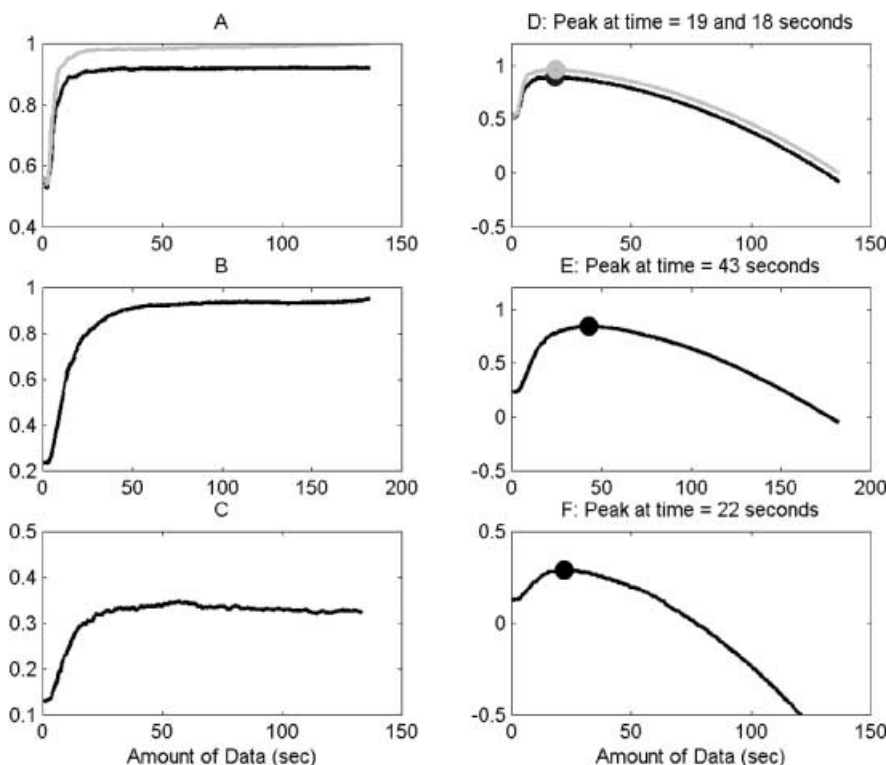 A
1
0.8
0.6
0.4
0 50 100 150
D: Peak at time = 19 and 18 seconds
1
0.5
0
-0.5
0 50 100 150
B
1
0.8
0.6
0.4
0.2
0 50 100 150 200
E: Peak at time = 43 seconds
1
0.5
0
-0.5
0 50 100 150 200
C
0.5
0.4
0.3
0.2
0.1
0 50 100 150
Amount of Data (sec)
F: Peak at time = 22 seconds
0.5
0
-0.5
0 50 100 150
Amount of Data (sec)